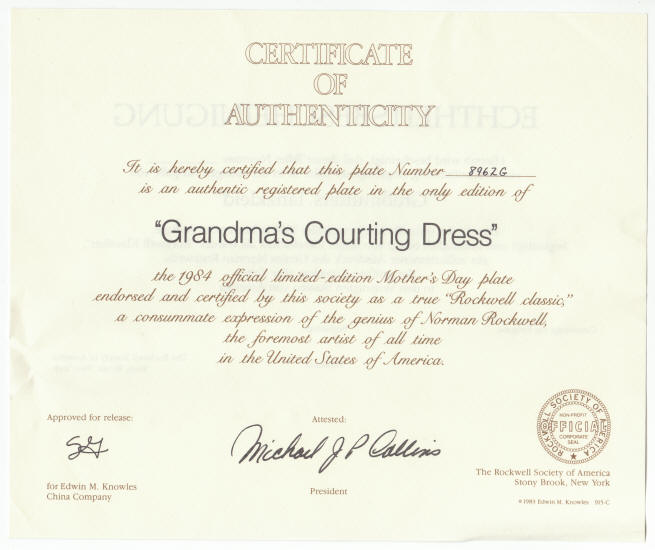 CERTIFICATE
OF
AUTHENTICITY
It is hereby certified that this plate Number 8962G
is an authentic registered plate in the only edition of
"Grandma's Courting Dress"
the 1984 official limited-edition Mother's Day plate
endorsed and certified by this society as a true "Rockwell classic,"
a consummate expression of the genius of Norman Rockwell,
the foremost artist of all time
in the United States of America.
Approved for release:
SG
for Edwin M. Knowles
China Company
Attested:
Michael J P Collins
President
ROCKWELL SOCIETY OF AMERICA
NON-PROFIT
OFFICIAL
CORPORATE
SEAL
The Rockwell Society of America
Stony Brook, New York
© 1983 Edwin M. Knowles 915-C